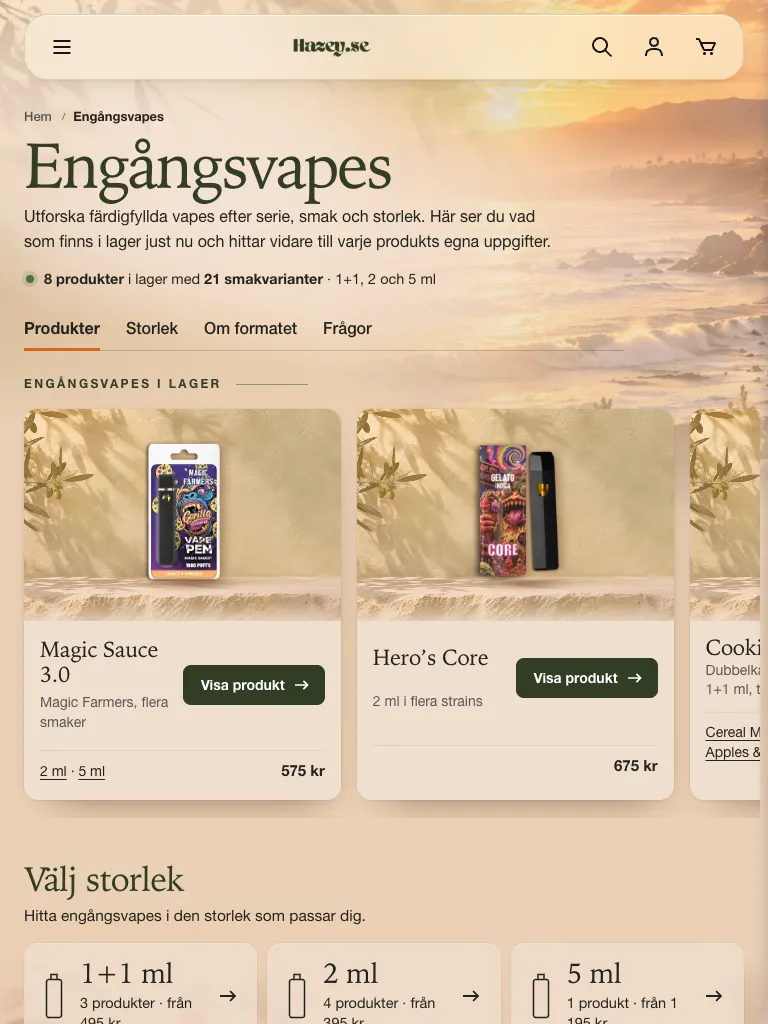 Hazey.se
Hem / Engångsvapes
Engångsvapes
Utforska färdigfyllda vapes efter serie, smak och storlek. Här ser du vad
som finns i lager just nu och hittar vidare till varje produkts egna uppgifter.
8 produkter i lager med 21 smakvarianter · 1+1, 2 och 5 ml
Produkter Storlek Om formatet Frågor
ENGÅNGSVAPES I LAGER
MAGIC
FARMERS
Gorilla
VAPE
PEN
MAGIC SAUCE
1000 PUFFS
GELATO
INDICA
CORE
Magic Sauce
3.0
Magic Farmers, flera
smaker
Visa produkt →
2 ml · 5 ml
575 kr
Hero’s Core
2 ml i flera strains
Visa produkt →
675 kr
Cooki
Dubbelka
1+1 ml, t
Cereal M
Apples &
Välj storlek
Hitta engångsvapes i den storlek som passar dig.
1+1 ml
3 produkter · från
495 kr
2 ml
4 produkter · från
395 kr
5 ml
1 produkt · från 1
195 kr